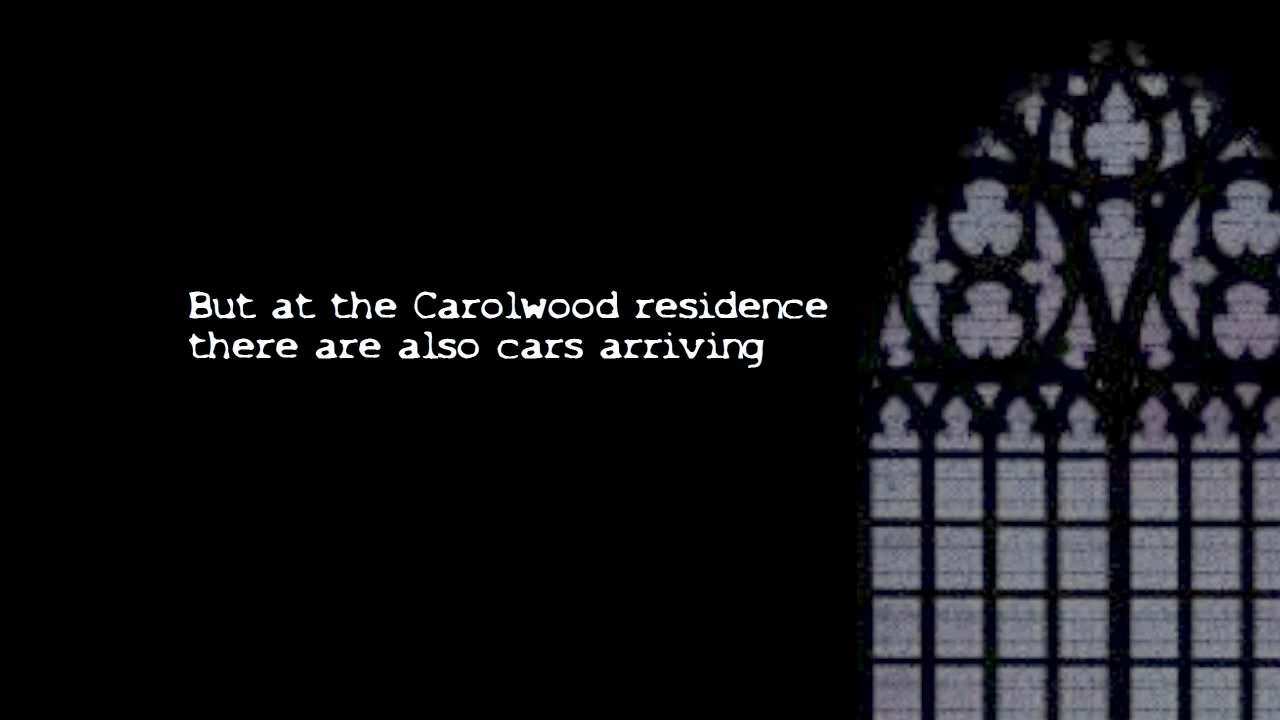 But at the Carolwood residence
there are also cars arriving